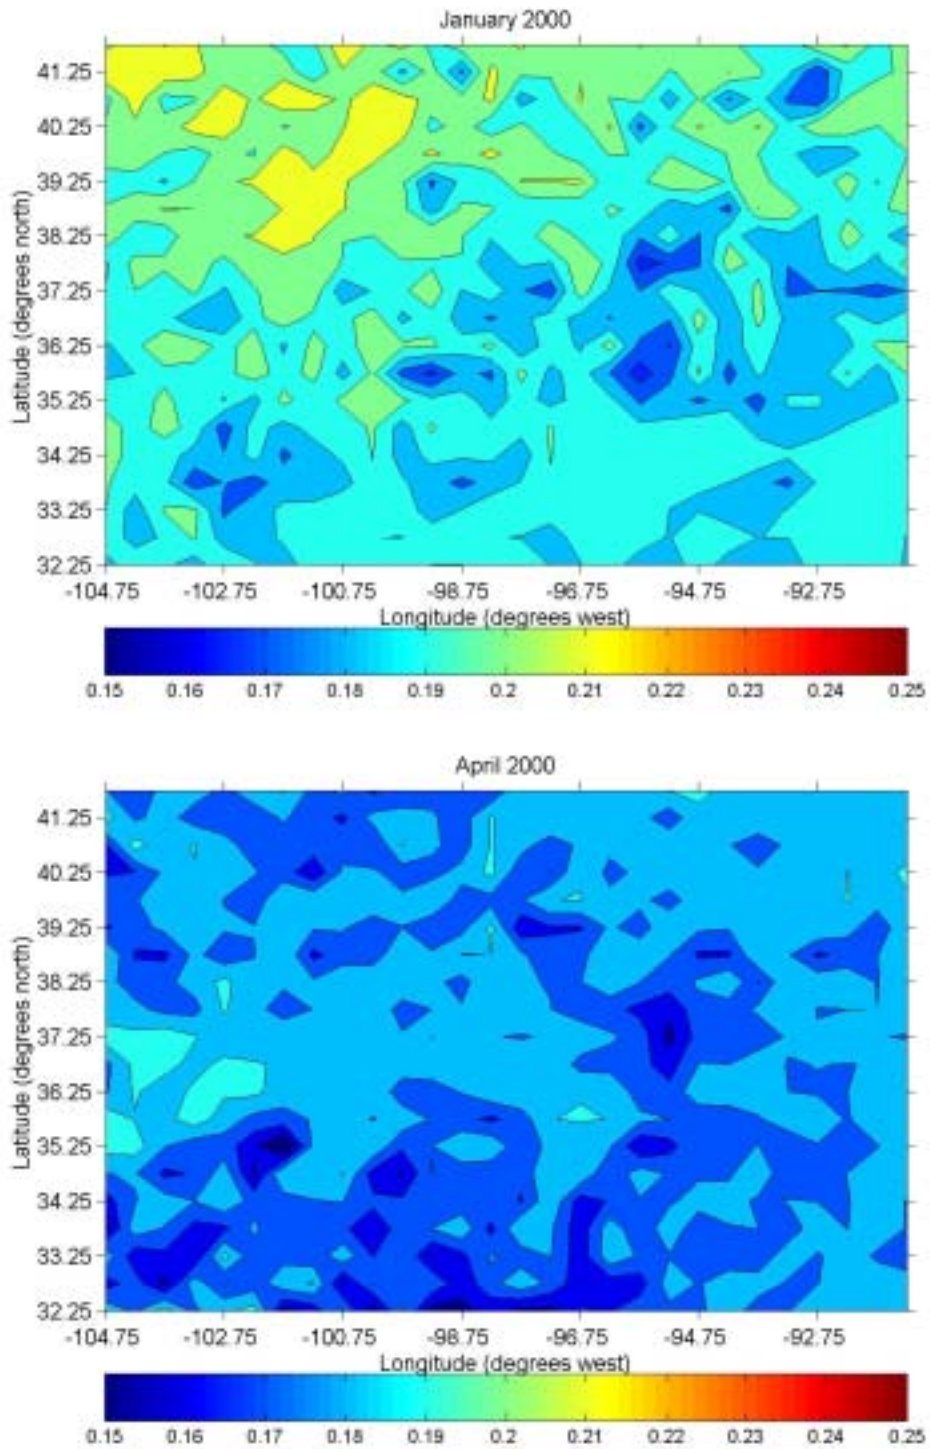 January 2000
41.25
40.25
39.25
38.25
37.25
36.25
35.25
34.25
33.25
32.25
Latitude (degrees north)
-104.75 -102.75 -100.75 -98.75 -96.75 -94.75 -92.75
Longitude (degrees west)
0.15 0.16 0.17 0.18 0.19 0.2 0.21 0.22 0.23 0.24 0.25
April 2000
41.25
40.25
39.25
38.25
37.25
36.25
35.25
34.25
33.25
32.25
Latitude (degrees north)
-104.75 -102.75 -100.75 -98.75 -96.75 -94.75 -92.75
Longitude (degrees west)
0.15 0.16 0.17 0.18 0.19 0.2 0.21 0.22 0.23 0.24 0.25